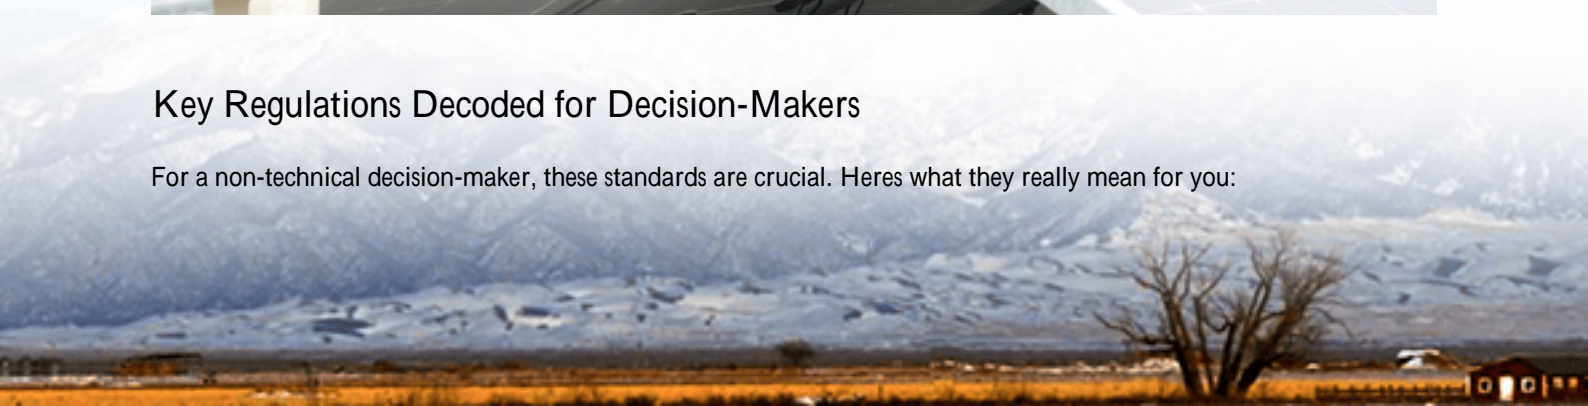 Key Regulations Decoded for Decision-Makers
For a non-technical decision-maker, these standards are crucial. Heres what they really mean for you: